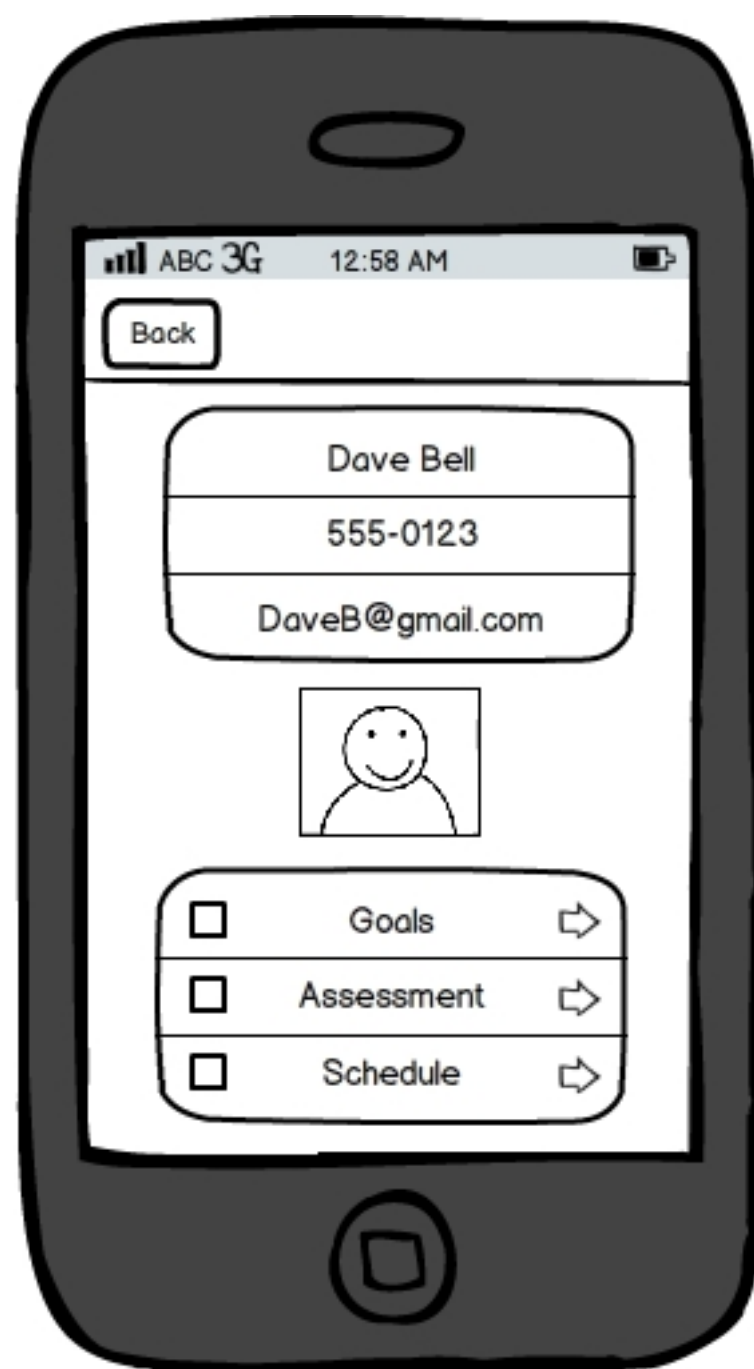 ABC 3G 12:58 AM
Back
Dave Bell
555-0123
DaveB@gmail.com
Goals
Assessment
Schedule